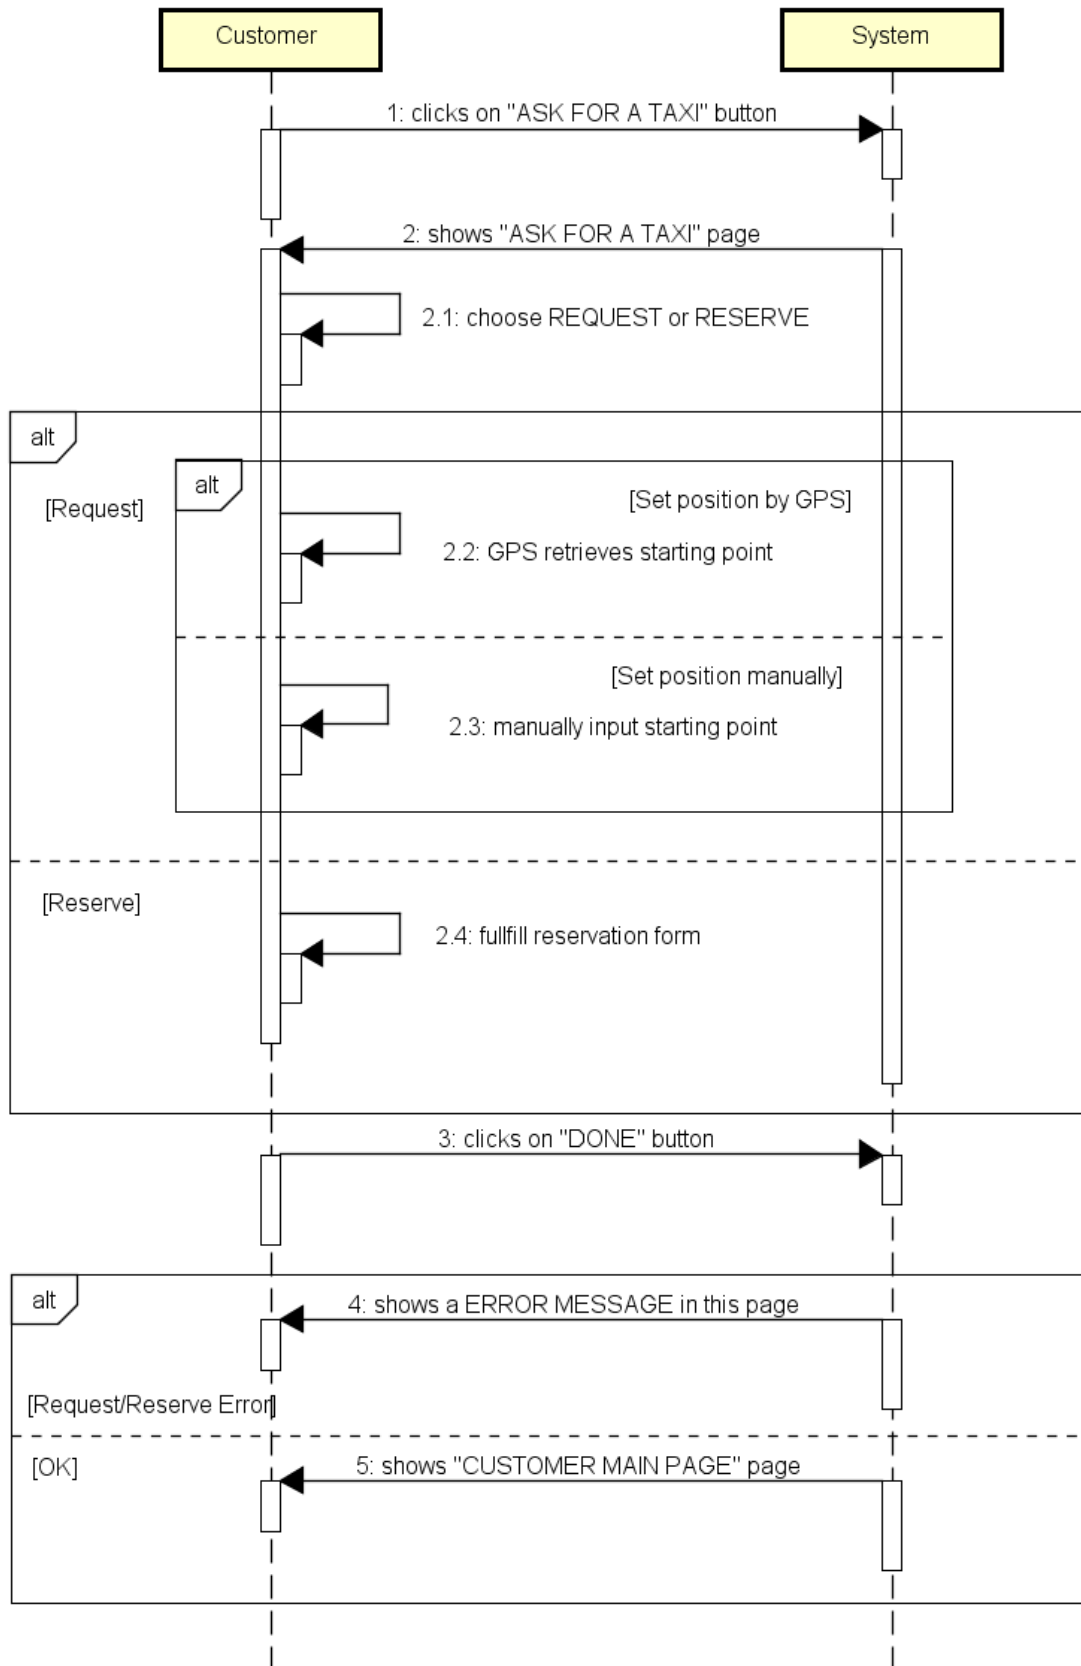 Customer
System
1: clicks on "ASK FOR A TAXI" button
2: shows "ASK FOR A TAXI" page
2.1: choose REQUEST or RESERVE
alt
alt
[Request]
[Set position by GPS]
2.2: GPS retrieves starting point
[Set position manually]
2.3: manually input starting point
[Reserve]
2.4: fullfill reservation form
3: clicks on "DONE" button
alt
4: shows a ERROR MESSAGE in this page
[Request/Reserve Error]
[OK]
5: shows "CUSTOMER MAIN PAGE" page